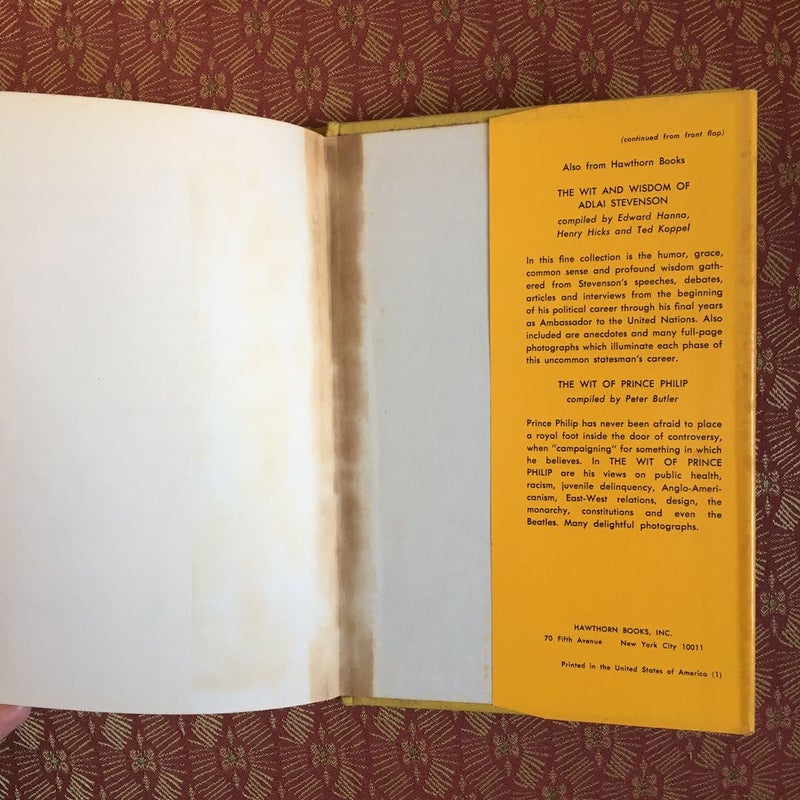 (continued from front flap)
Also from Hawthorn Books
THE WIT AND WISDOM OF
ADLAI STEVENSON
compiled by Edward Hanna,
Henry Hicks and Ted Koppel
In this fine collection is the humor, grace,
common sense and profound wisdom gath-
ered from Stevenson's speeches, debates,
articles and interviews from the beginning
of his political career through his final years
as Ambassador to the United Nations. Also
included are anecdotes and many full-page
photographs which illuminate each phase of
this uncommon statesman's career.
THE WIT OF PRINCE PHILIP
compiled by Peter Butler
Prince Philip has never been afraid to place
a royal foot inside the door of controversy,
when "campaigning" for something in which
he believes. In THE WIT OF PRINCE
PHILIP are his views on public health,
racism, juvenile delinquency, Anglo-Ameri-
canism, East-West relations, design, the
monarchy, constitutions and even the
Beatles. Many delightful photographs.
HAWTHORN BOOKS, INC.
70 Fifth Avenue New York City 10011
Printed in the United States of America (1)